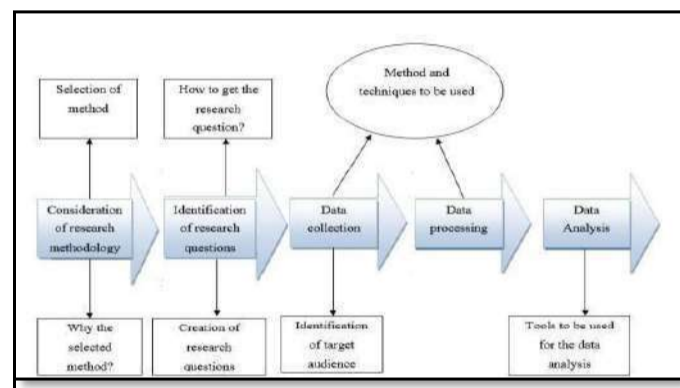 Selection of
method
How to get the
research
question?
Method and
techniques to be used
Consideration
of research
methodology
Identification
of research
questions
Data
collection
Data
processing
Data
Analysis
Why the
selected
method?
Creation of
research
questions
Identification
of target
audience
Tools to be used
for the data
analysis